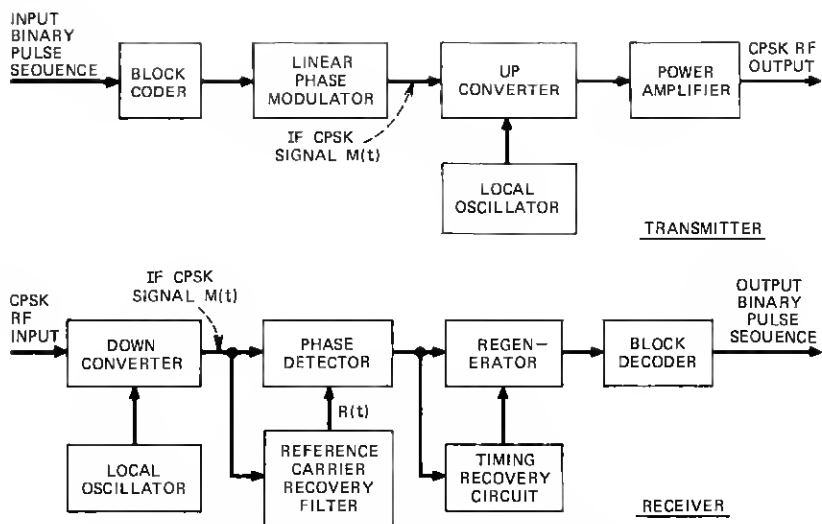 INPUT
BINARY
PULSE
SEQUENCE
BLOCK
CODER
LINEAR
PHASE
MODULATOR
IF CPSK
SIGNAL M(t)
UP
CONVERTER
LOCAL
OSCILLATOR
POWER
AMPLIFIER
CPSK RF
OUTPUT
TRANSMITTER
CPSK
RF
INPUT
DOWN
CONVERTER
LOCAL
OSCILLATOR
IF CPSK
SIGNAL M(t)
PHASE
DETECTOR
R(t)
REFERENCE
CARRIER
RECOVERY
FILTER
REGEN-
ERATOR
TIMING
RECOVERY
CIRCUIT
BLOCK
DECODER
OUTPUT
BINARY
PULSE
SEQUENCE
RECEIVER